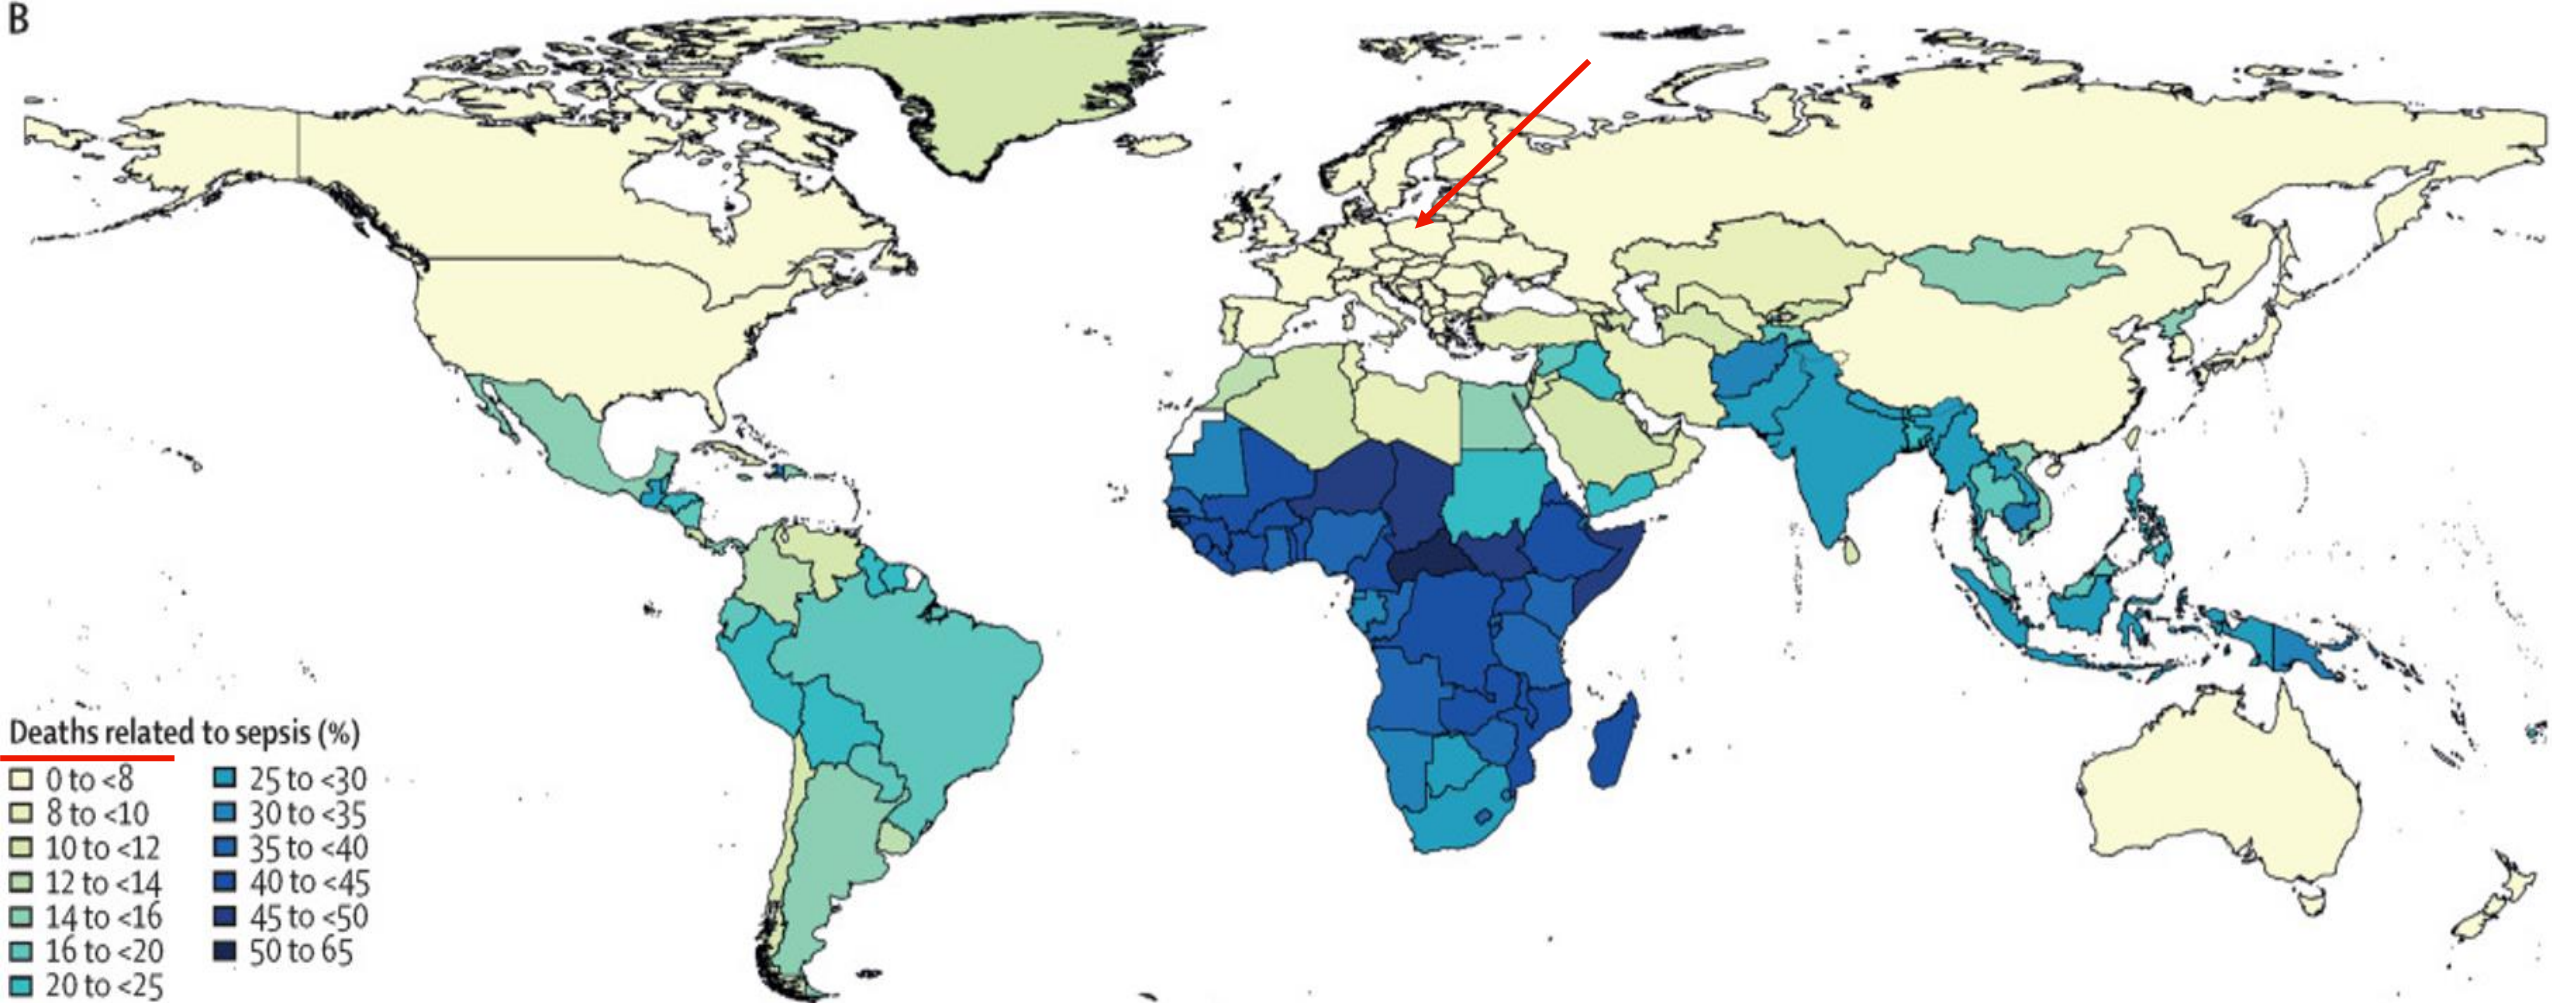 B
Deaths related to sepsis (%)
0 to <8
8 to <10
10 to <12
12 to <14
14 to <16
16 to <20
20 to <25
25 to <30
30 to <35
35 to <40
40 to <45
45 to <50
50 to 65